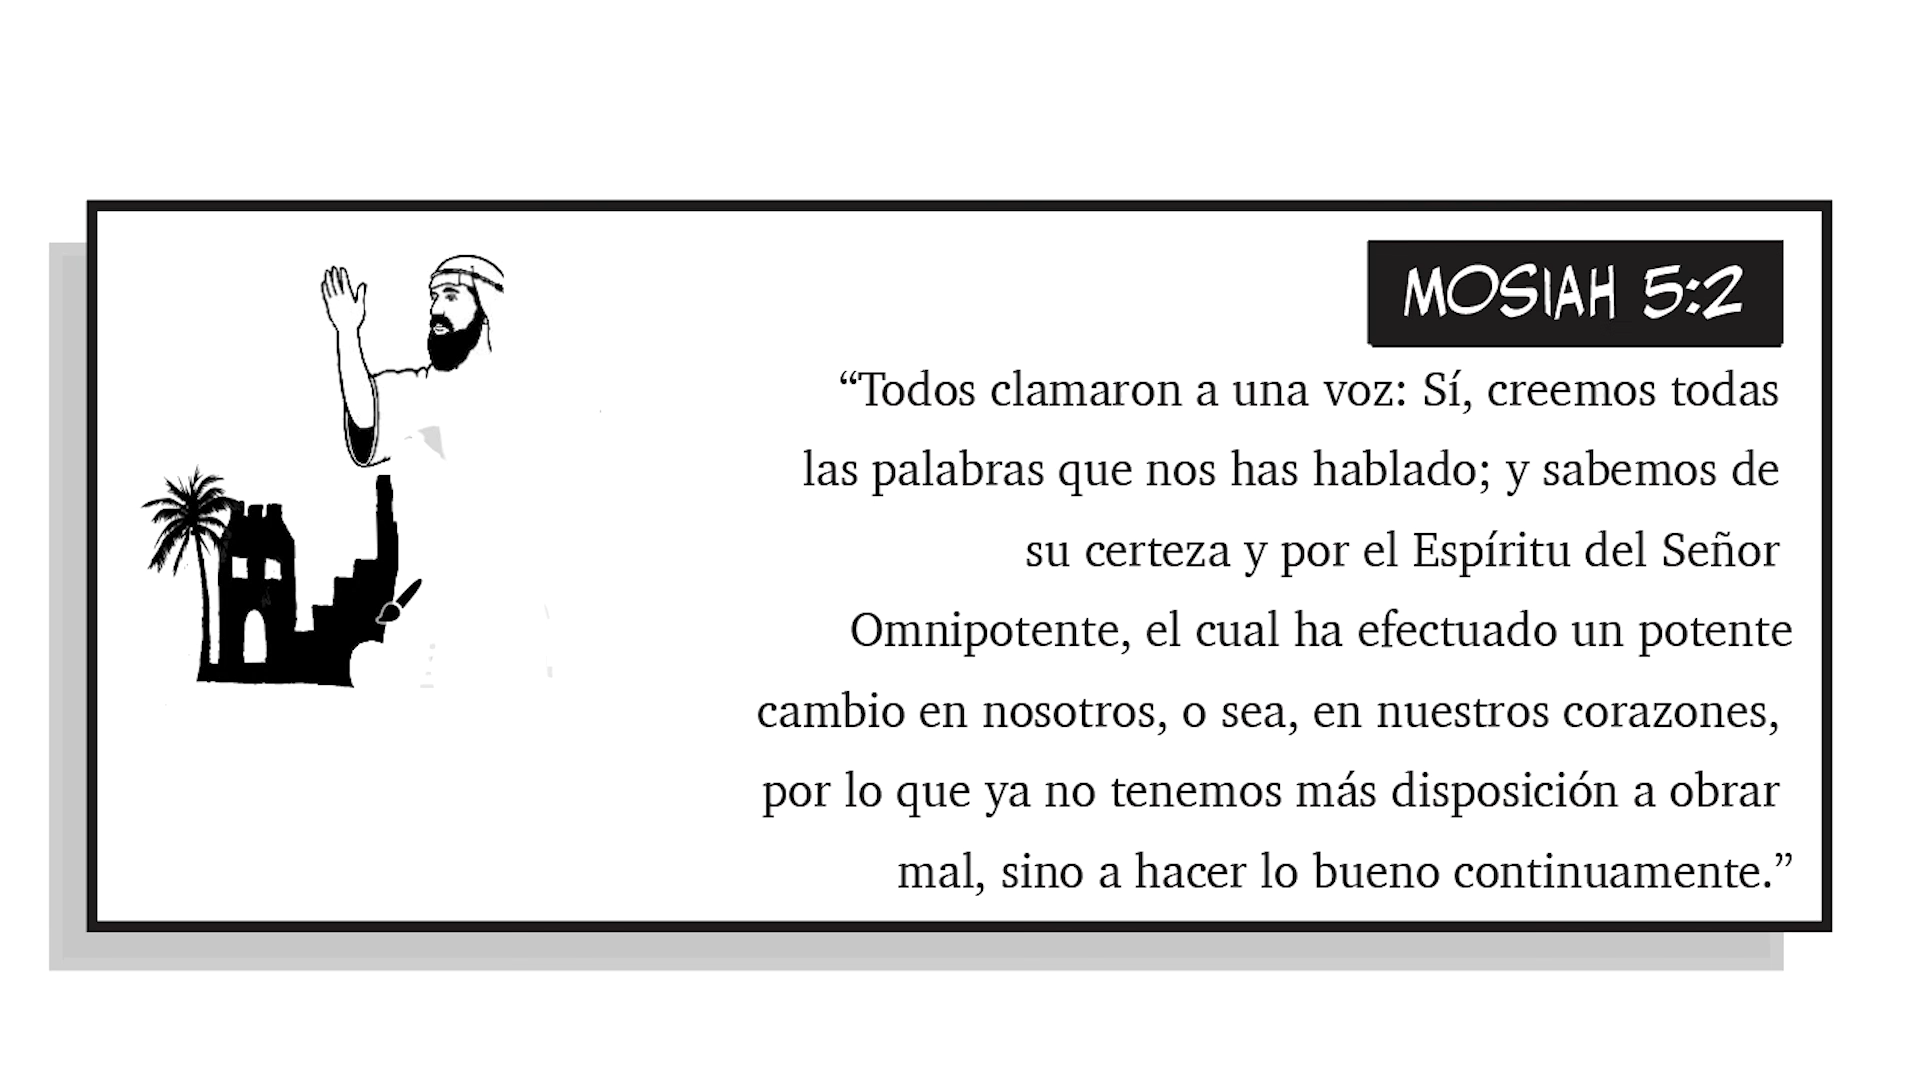 MOSIAH 5:2
“Todos clamaron a una voz: Sí, creemos todas
las palabras que nos has hablado; y sabemos de
su certeza y por el Espíritu del Señor
Omnipotente, el cual ha efectuado un potente
cambio en nosotros, o sea, en nuestros corazones,
por lo que ya no tenemos más disposición a obrar
mal, sino a hacer lo bueno continuamente.”